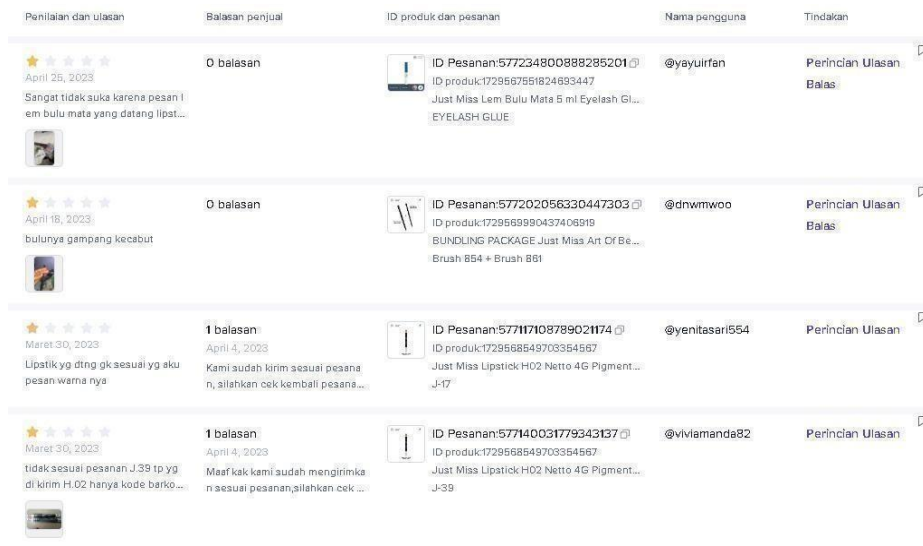 Penilaian dan ulasan
Balasan penjual
ID produk dan pesanan
Nama pengguna
Tindakan
April 25, 2023
Sangat tidak suka karena pesan l
em bulu mata yang datang lipst...
0 balasan
ID Pesanan:577234800888285201
ID produk:1729567551824693447
Just Miss Lem Bulu Mata 5 ml Eyelash Gl...
EYELASH GLUE
@yayuirfan
Perincian Ulasan
Balas
April 18, 2023
bulunya gampang kecabut
0 balasan
ID Pesanan:577202056330447303
ID produk:1729569990437406919
BUNDLING PACKAGE Just Miss Art Of Be...
Brush 854 + Brush 861
@dnwmwoo
Perincian Ulasan
Balas
Maret 30, 2023
Lipstik yg dtng gk sesuai yg aku
pesan warna nya
1 balasan
April 4, 2023
Kami sudah kirim sesuai pesana
n, silahkan cek kembali pesana...
ID Pesanan:577117108789021174
ID produk:1729568549703354567
Just Miss Lipstick H02 Netto 4G Pigment...
J-17
@yenitasari554
Perincian Ulasan
Maret 30, 2023
tidak sesuai pesanan J.39 tp yg
di kirim H.02 hanya kode barko...
1 balasan
April 4, 2023
Maaf kak kami sudah mengirimka
n sesuai pesanan,silahkan cek ...
ID Pesanan:577140031779343137
ID produk:1729568549703354567
Just Miss Lipstick H02 Netto 4G Pigment...
J-39
@viviamanda82
Perincian Ulasan